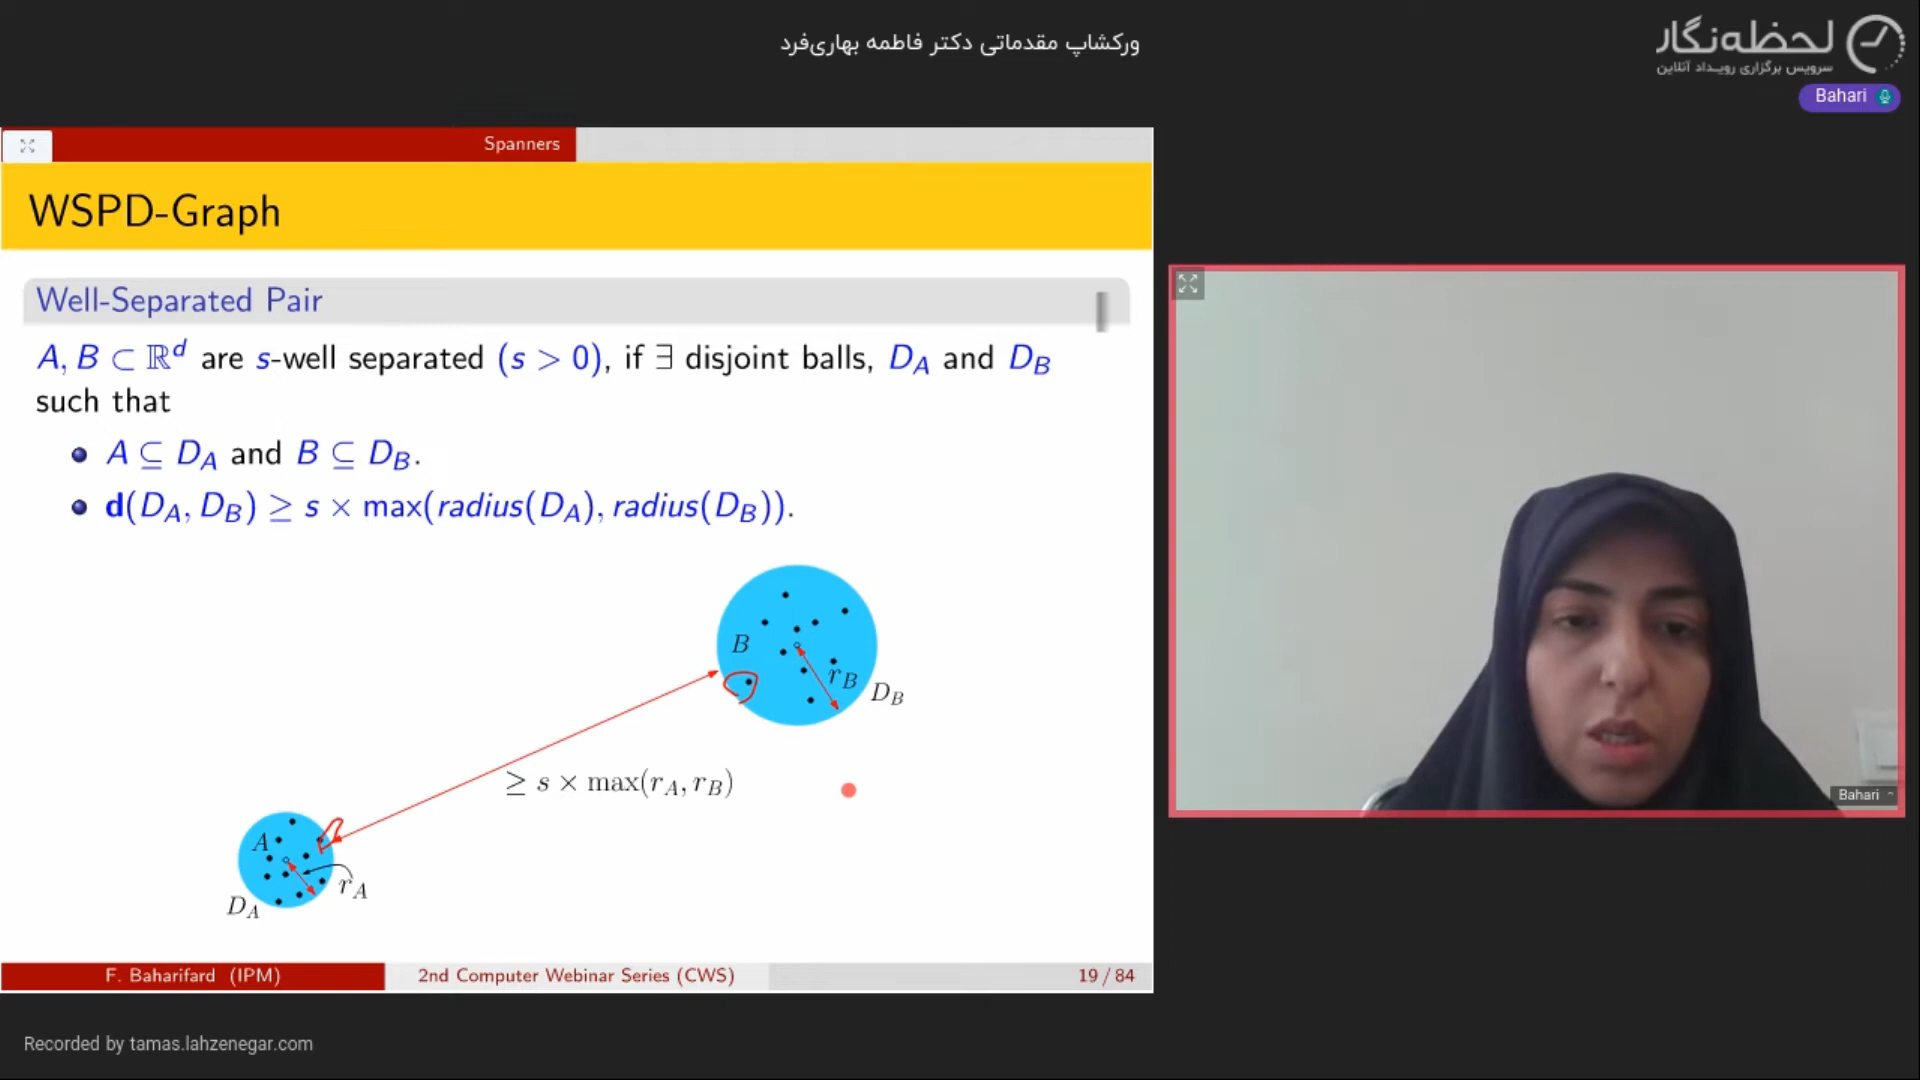 ورکشاپ مقدماتی دکتر فاطمه بهاری‌فرد
لحظه‌نگار
سرویس برگزاری رویداد آنلاین
Bahari
Spanners
WSPD-Graph
Well-Separated Pair
A, B ⊂ ℝᵈ are s-well separated (s > 0), if ∃ disjoint balls, D_A and D_B
such that
A ⊆ D_A and B ⊆ D_B.
d(D_A, D_B) ≥ s × max(radius(D_A), radius(D_B)).
B
r_B
D_B
≥ s × max(r_A, r_B)
A
r_A
D_A
Bahari
F. Baharifard (IPM)
2nd Computer Webinar Series (CWS)
19 / 84
Recorded by tamas.lahzenegar.com